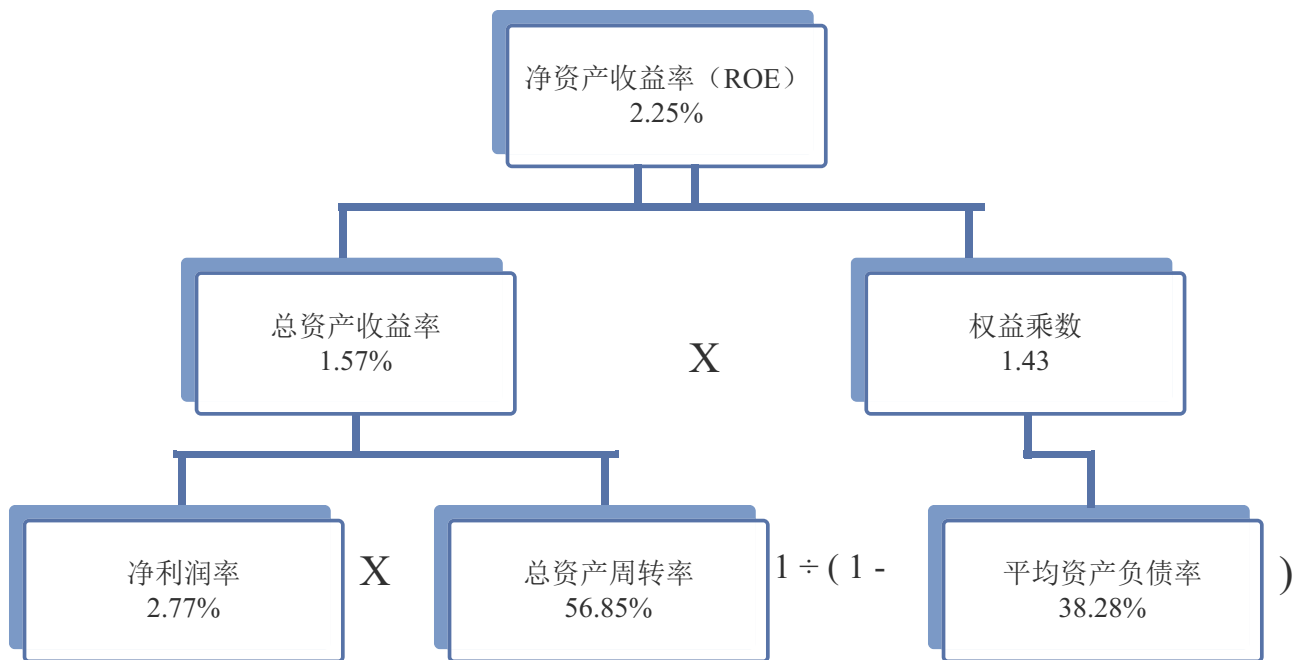 净资产收益率（ROE）
2.25%
总资产收益率
1.57%
X
权益乘数
1.43
净利润率
2.77%
X
总资产周转率
56.85%
1 ÷ ( 1 -
平均资产负债率
38.28%
)